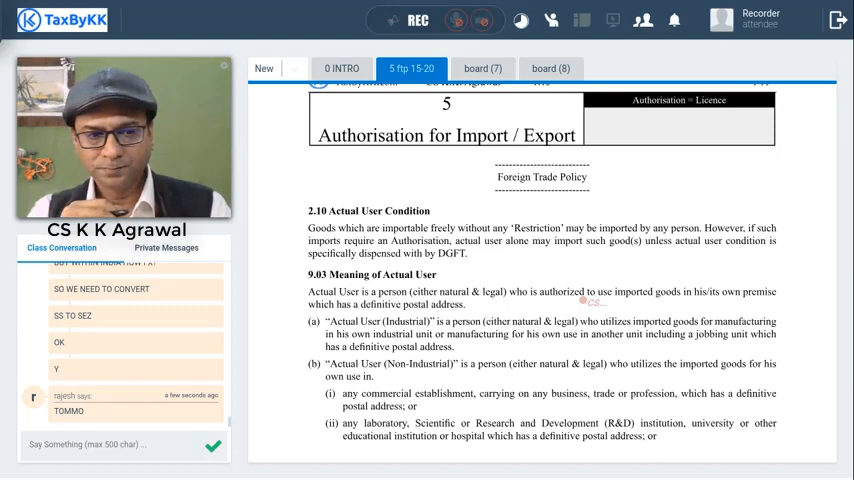 TaxByKK
REC
Recorder
attendee
New
0 INTRO
5 ftp 15-20
board (7)
board (8)
CS K K Agrawal
Class Conversation
Private Messages
SO WE NEED TO CONVERT
SS TO SEZ
OK
Y
r
rajesh says:
a few seconds ago
TOMMO
Say Something (max 500 char) ...
5
Authorisation for Import / Export
Authorisation = Licence
----------------------------
Foreign Trade Policy
----------------------------
2.10 Actual User Condition
Goods which are importable freely without any ‘Restriction’ may be imported by any person. However, if such
imports require an Authorisation, actual user alone may import such good(s) unless actual user condition is
specifically dispensed with by DGFT.
9.03 Meaning of Actual User
Actual User is a person (either natural & legal) who is authorized to use imported goods in his/its own premise
which has a definitive postal address.
CS...
(a) “Actual User (Industrial)” is a person (either natural & legal) who utilizes imported goods for manufacturing
in his own industrial unit or manufacturing for his own use in another unit including a jobbing unit which
has a definitive postal address.
(b) “Actual User (Non-Industrial)” is a person (either natural & legal) who utilizes the imported goods for his
own use in.
(i) any commercial establishment, carrying on any business, trade or profession, which has a definitive
postal address; or
(ii) any laboratory, Scientific or Research and Development (R&D) institution, university or other
educational institution or hospital which has a definitive postal address; or